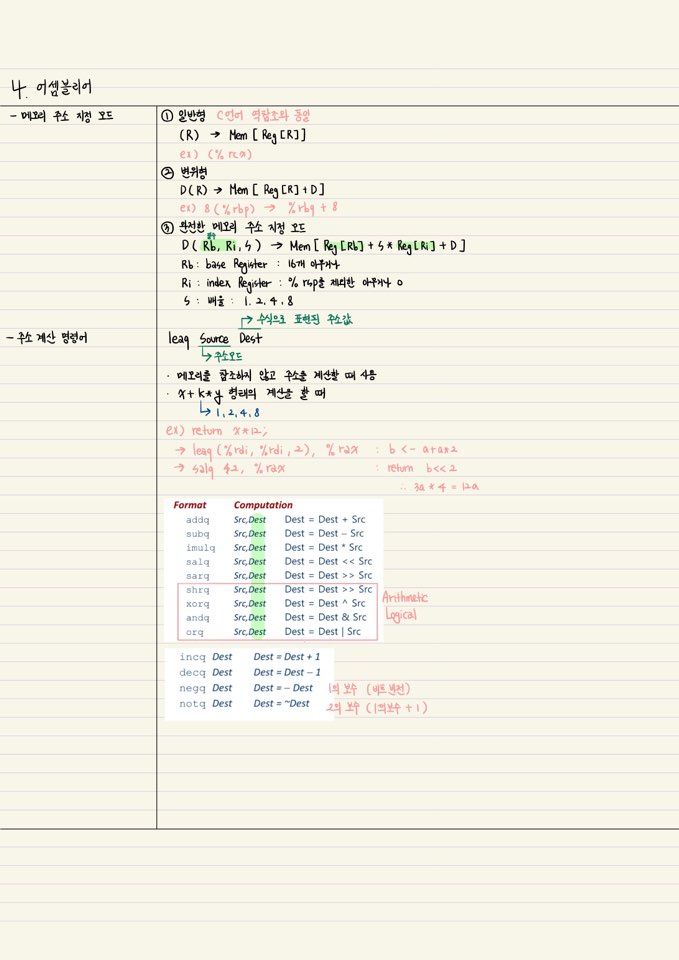 4. 어셈블리어
- 메모리 주소 지정 모드
① 일반형 C언어 역참조와 동일
(R) → Mem [ Reg [R] ]
ex) (%rcx)
② 변위형
D(R) → Mem [ Reg [R] + D ]
ex) 8(%rbp) → %rbq + 8
③ 완전한 메모리 주소 지정 모드
D( Rb, Ri, S ) → Mem [ Reg[Rb] + S * Reg[Ri] + D ]
Rb : base Register : 16개 아무거나
Ri : index Register : %rsp를 제외한 아무거나 O
S : 배율 : 1, 2, 4, 8
→ 수식으로 표현된 주소값
- 주소 계산 명령어
leaq Source Dest
→ 주소모드
· 메모리를 참조하지 않고 주소를 계산할 때 사용
· x + k*y 형태의 계산을 할 때
→ 1, 2, 4, 8
ex) return x*12;
→ leaq (%rdi, %rdi, 2), %rax : b <- a+a*2
→ salq $2, %rax : return b<<2
∴ 3a * 4 = 12a
Format Computation
addq Src,Dest Dest = Dest + Src
subq Src,Dest Dest = Dest − Src
imulq Src,Dest Dest = Dest * Src
salq Src,Dest Dest = Dest << Src
sarq Src,Dest Dest = Dest >> Src
shrq Src,Dest Dest = Dest >> Src
xorq Src,Dest Dest = Dest ^ Src
andq Src,Dest Dest = Dest & Src
orq Src,Dest Dest = Dest | Src
Arithmetic
Logical
incq Dest Dest = Dest + 1
decq Dest Dest = Dest − 1
negq Dest Dest = − Dest 1의 보수 (비트 반전)
notq Dest Dest = ~Dest 2의 보수 (1의보수 + 1)